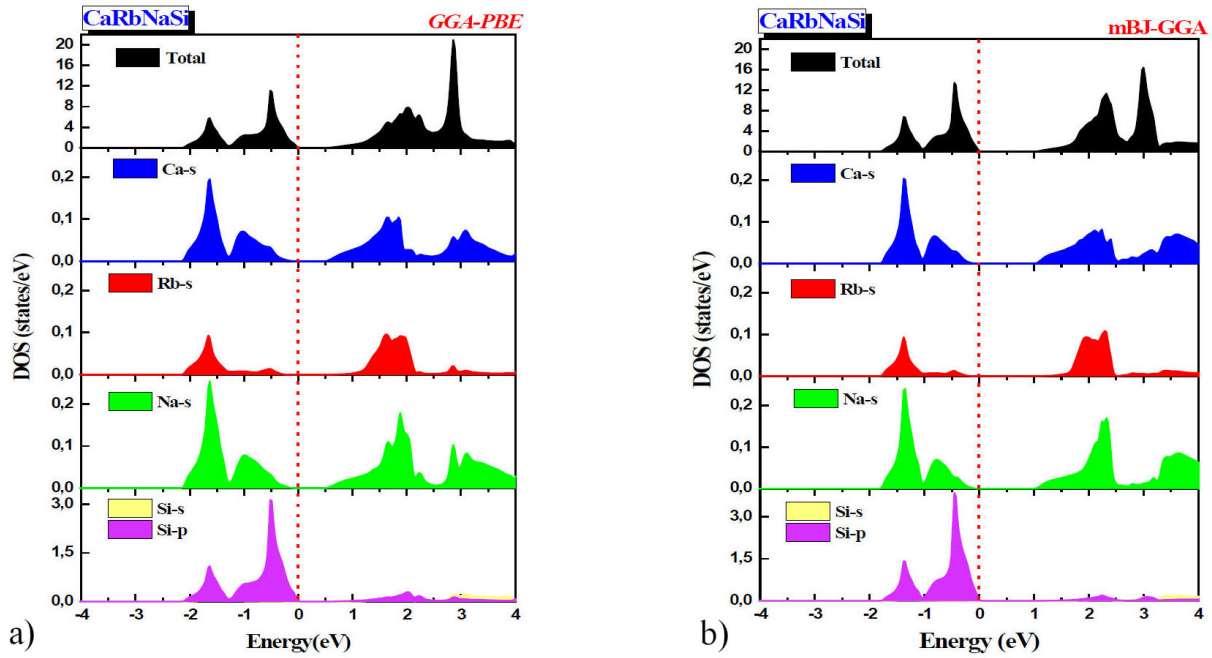 CaRbNaSi
GGA-PBE
20
16
12
8
4
0
Total
0,2
0,1
0,0
Ca-s
0,2
0,1
0,0
Rb-s
0,2
0,1
0,0
Na-s
3,0
1,5
0,0
Si-s
Si-p
DOS (states/eV)
-4 -3 -2 -1 0 1 2 3 4
Energy(eV)
a)
CaRbNaSi
mBJ-GGA
20
16
12
8
4
0
Total
0,2
0,1
0,0
Ca-s
0,2
0,1
0,0
Rb-s
0,2
0,1
0,0
Na-s
3,0
1,5
0,0
Si-s
Si-p
DOS (states/eV)
-4 -3 -2 -1 0 1 2 3 4
Energy (eV)
b)